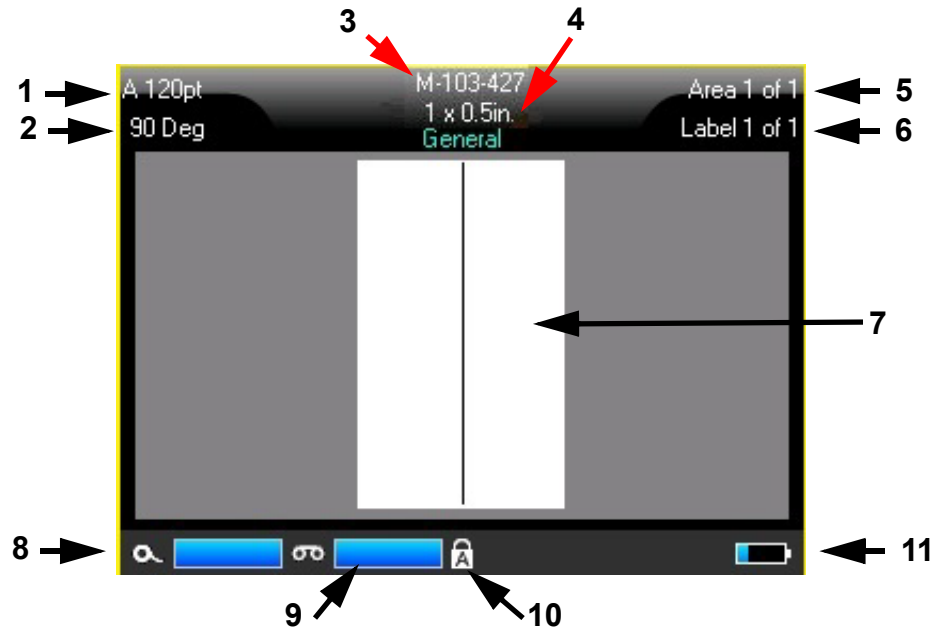 3 4
1 A 120pt M-103-427 Area 1 of 1 5
1 x 0.5in.
2 90 Deg General Label 1 of 1 6
7
8 A 11
9 10